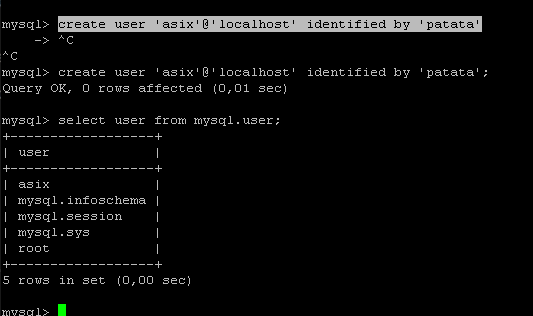 mysql> create user 'asix'@'localhost' identified by 'patata'
    -> ^C
^C
mysql> create user 'asix'@'localhost' identified by 'patata';
Query OK, 0 rows affected (0,01 sec)

mysql> select user from mysql.user;
+------------------+
| user             |
+------------------+
| asix             |
| mysql.infoschema |
| mysql.session    |
| mysql.sys        |
| root             |
+------------------+
5 rows in set (0,00 sec)

mysql>